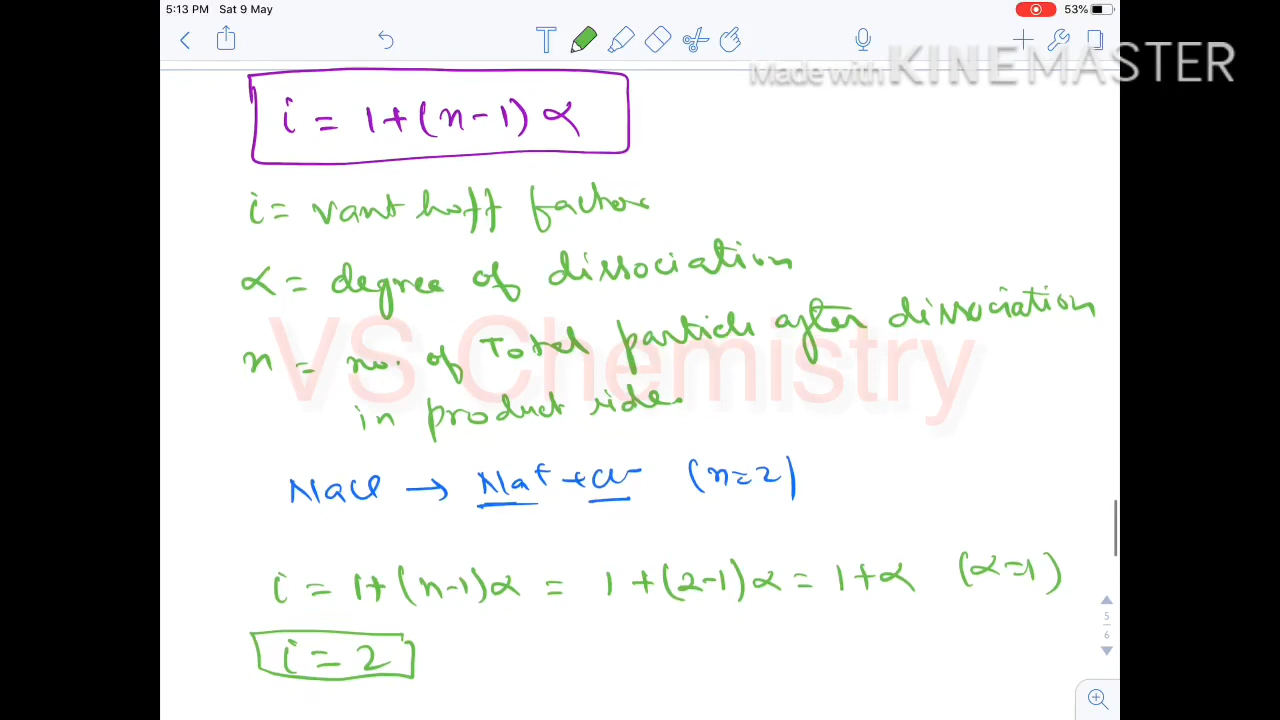 5:13 PM Sat 9 May
53%
Made with KINEMASTER
i = 1+(n-1) α
i = vant hoff factor
α = degree of dissociation
n = no. of Total particle after dissociation
in product side.
VS Chemistry
NaCl → Na⁺ + Cl⁻ (n=2)
i = 1+(n-1)α = 1+(2-1)α = 1+α (α=1)
i = 2
5
6